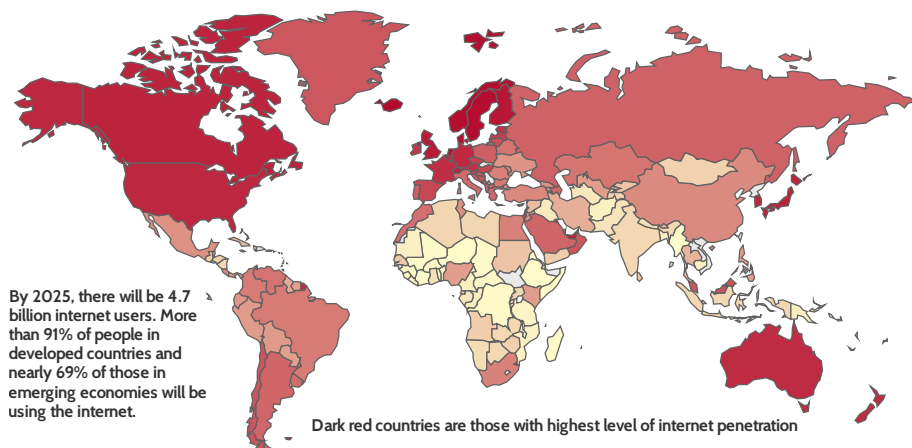 By 2025, there will be 4.7
billion internet users. More
than 91% of people in
developed countries and
nearly 69% of those in
emerging economies will be
using the internet.
Dark red countries are those with highest level of internet penetration